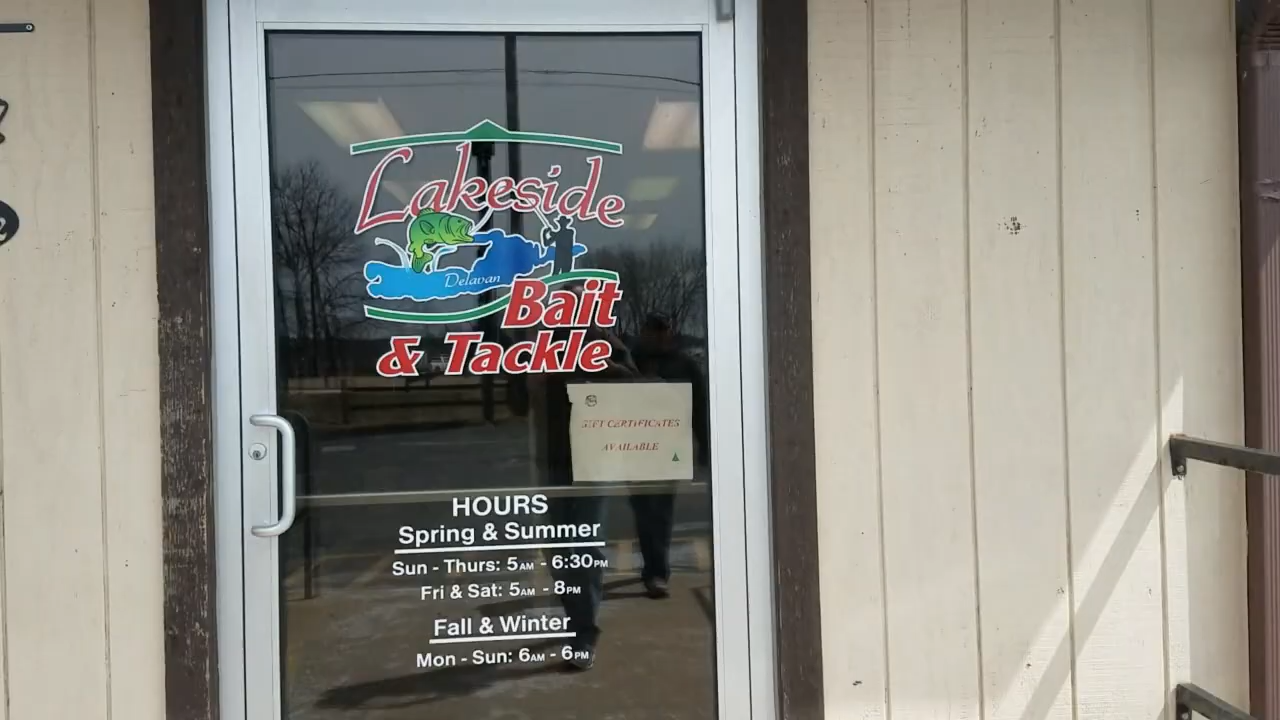 Lakeside
Delavan
Bait
& Tackle
GIFT CERTIFICATES
AVAILABLE
HOURS
Spring & Summer
Sun - Thurs: 5AM - 6:30PM
Fri & Sat: 5AM - 8PM
Fall & Winter
Mon - Sun: 6AM - 6PM